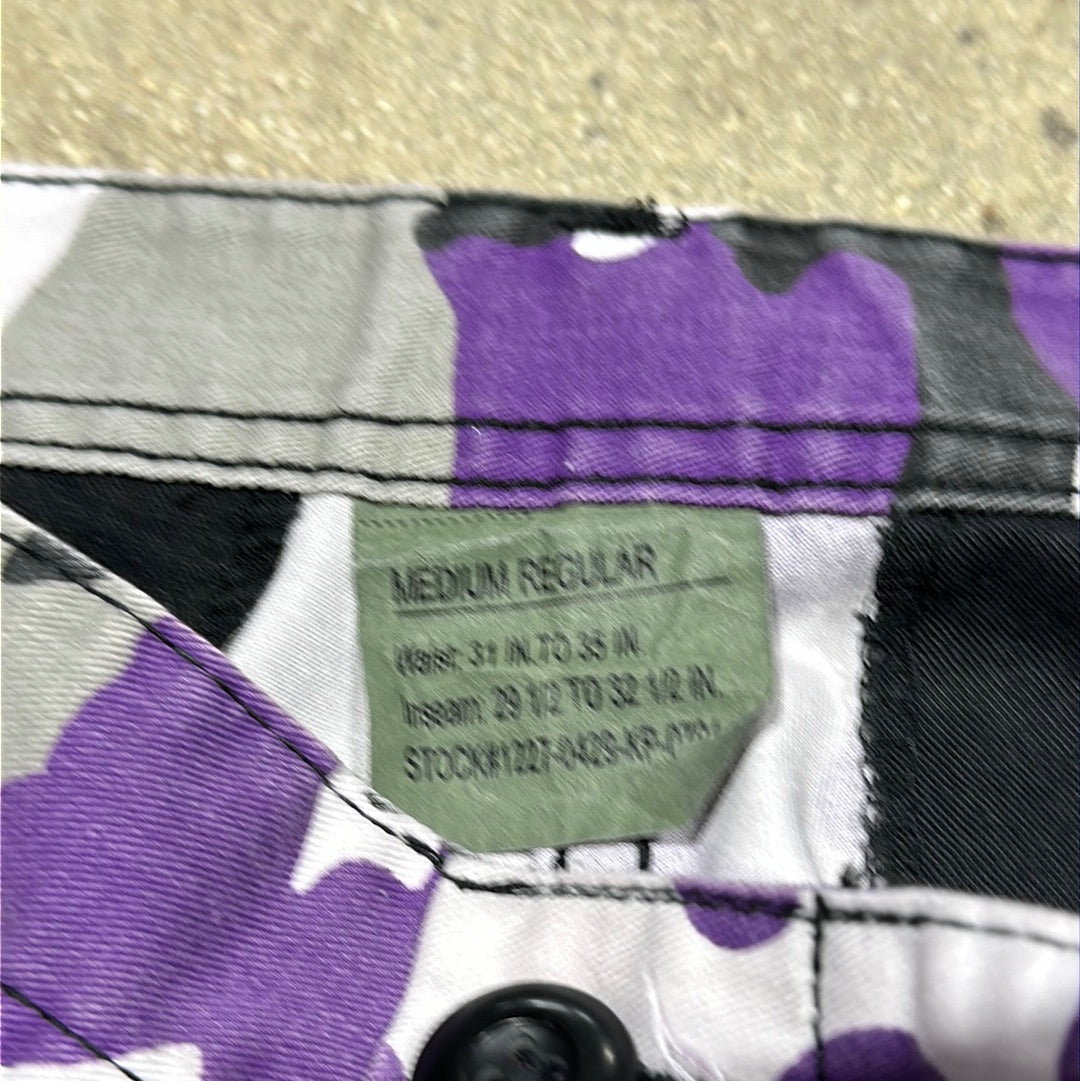 MEDIUM REGULAR
Waist: 31 IN. TO 35 IN.
Inseam: 29 1/2 TO 32 1/2 IN.